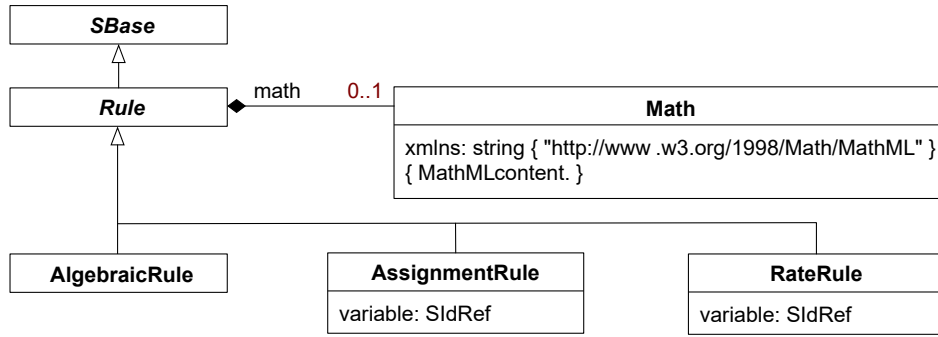 SBase
Rule
math 0..1
Math
xmlns: string { "http://www .w3.org/1998/Math/MathML" }
{ MathMLcontent. }
AlgebraicRule
AssignmentRule
variable: SIdRef
RateRule
variable: SIdRef